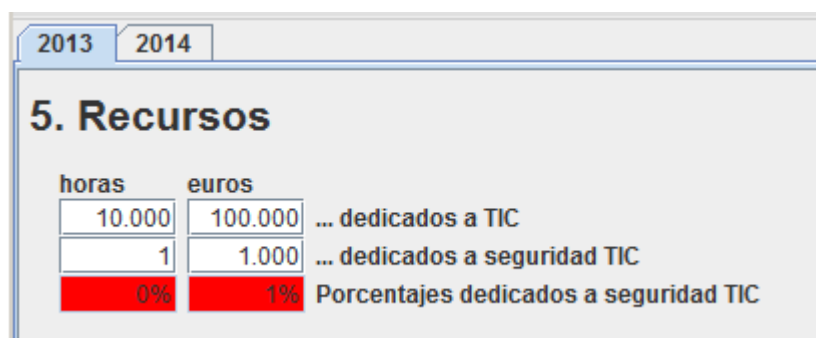 2013 2014
5. Recursos
horas euros
10.000 100.000 ... dedicados a TIC
1 1.000 ... dedicados a seguridad TIC
0% 1% Porcentajes dedicados a seguridad TIC